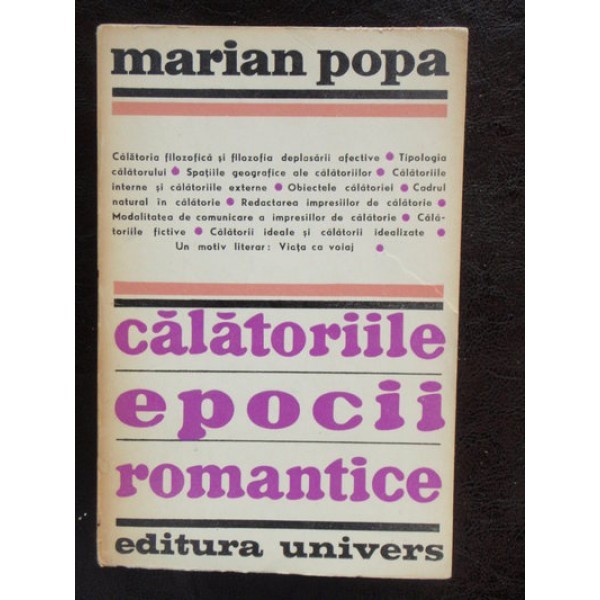 marian popa
Călătoria filozofică și filozofia deplasării afective ● Tipologia
călătorului ● Spațiile geografice ale călătoriilor ● Călătoriile
interne și călătoriile externe ● Obiectele călătoriei ● Cadrul
natural în călătorie ● Redactarea impresiilor de călătorie ●
Modalitatea de comunicare a impresiilor de călătorie ● Călă-
toriile fictive ● Călătorii ideale și călătorii idealizate ●
Un motiv literar: Viața ca voiaj ●
călătoriile
epocii
romantice
editura univers